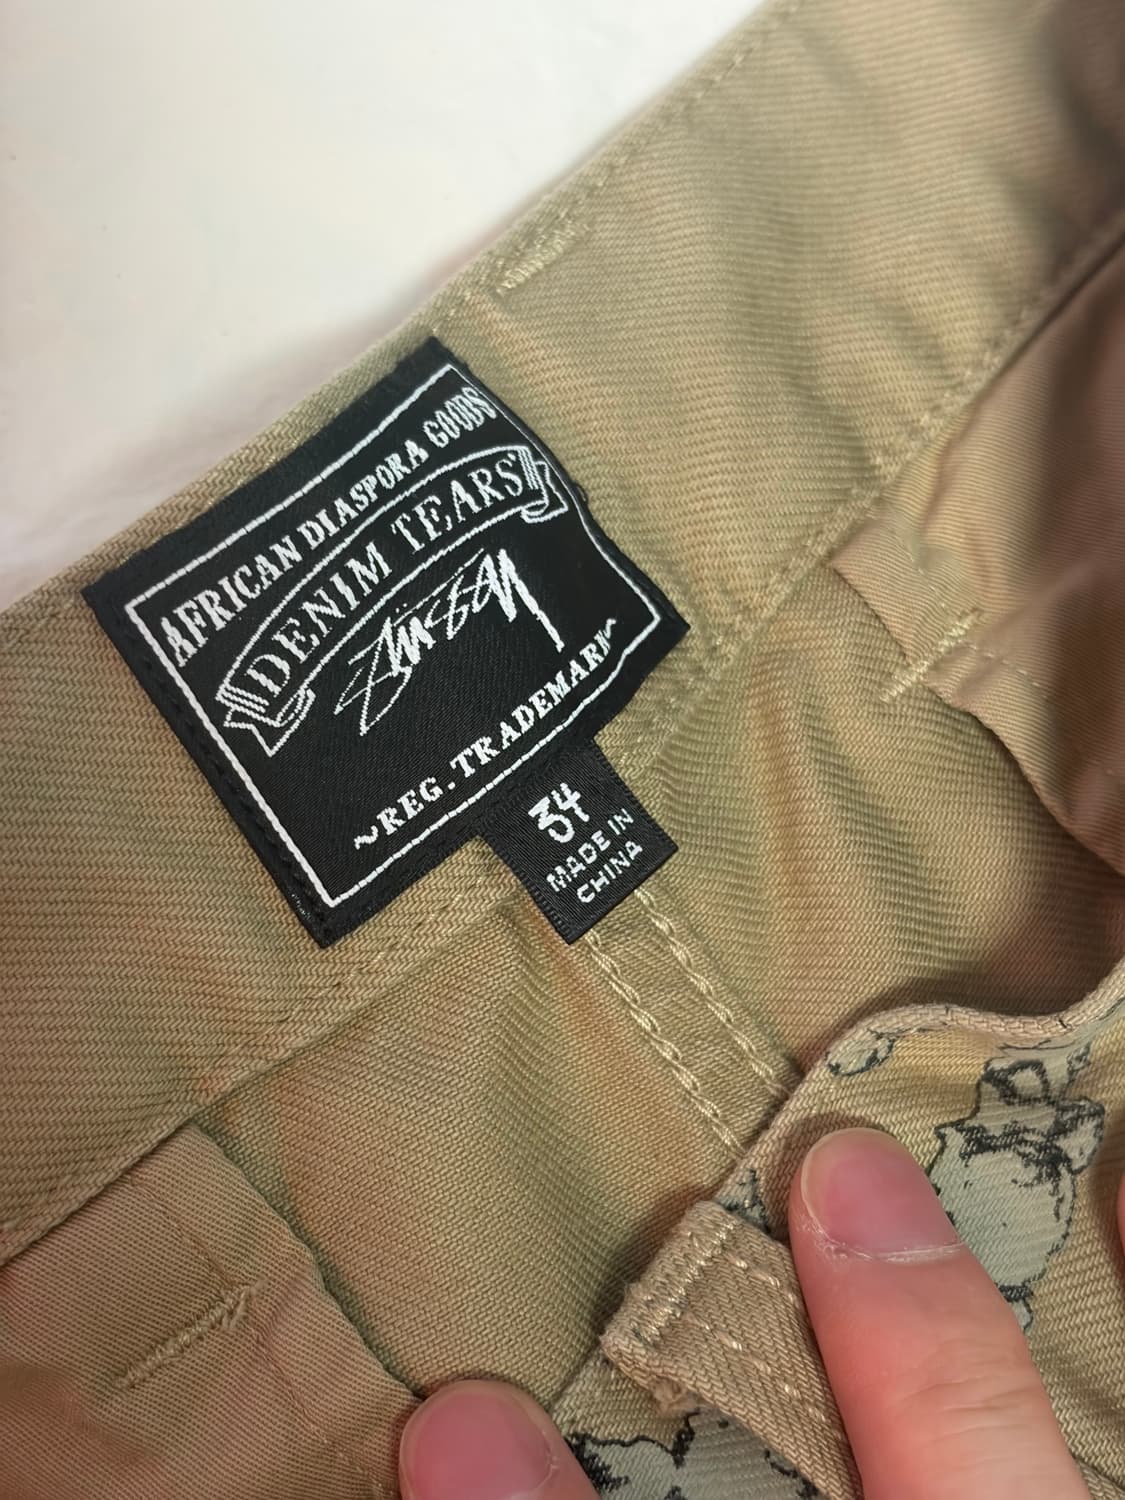 AFRICAN DIASPORA GOODS
DENIM TEARS
Stüssy
~REG. TRADEMARK~
34
MADE IN
CHINA